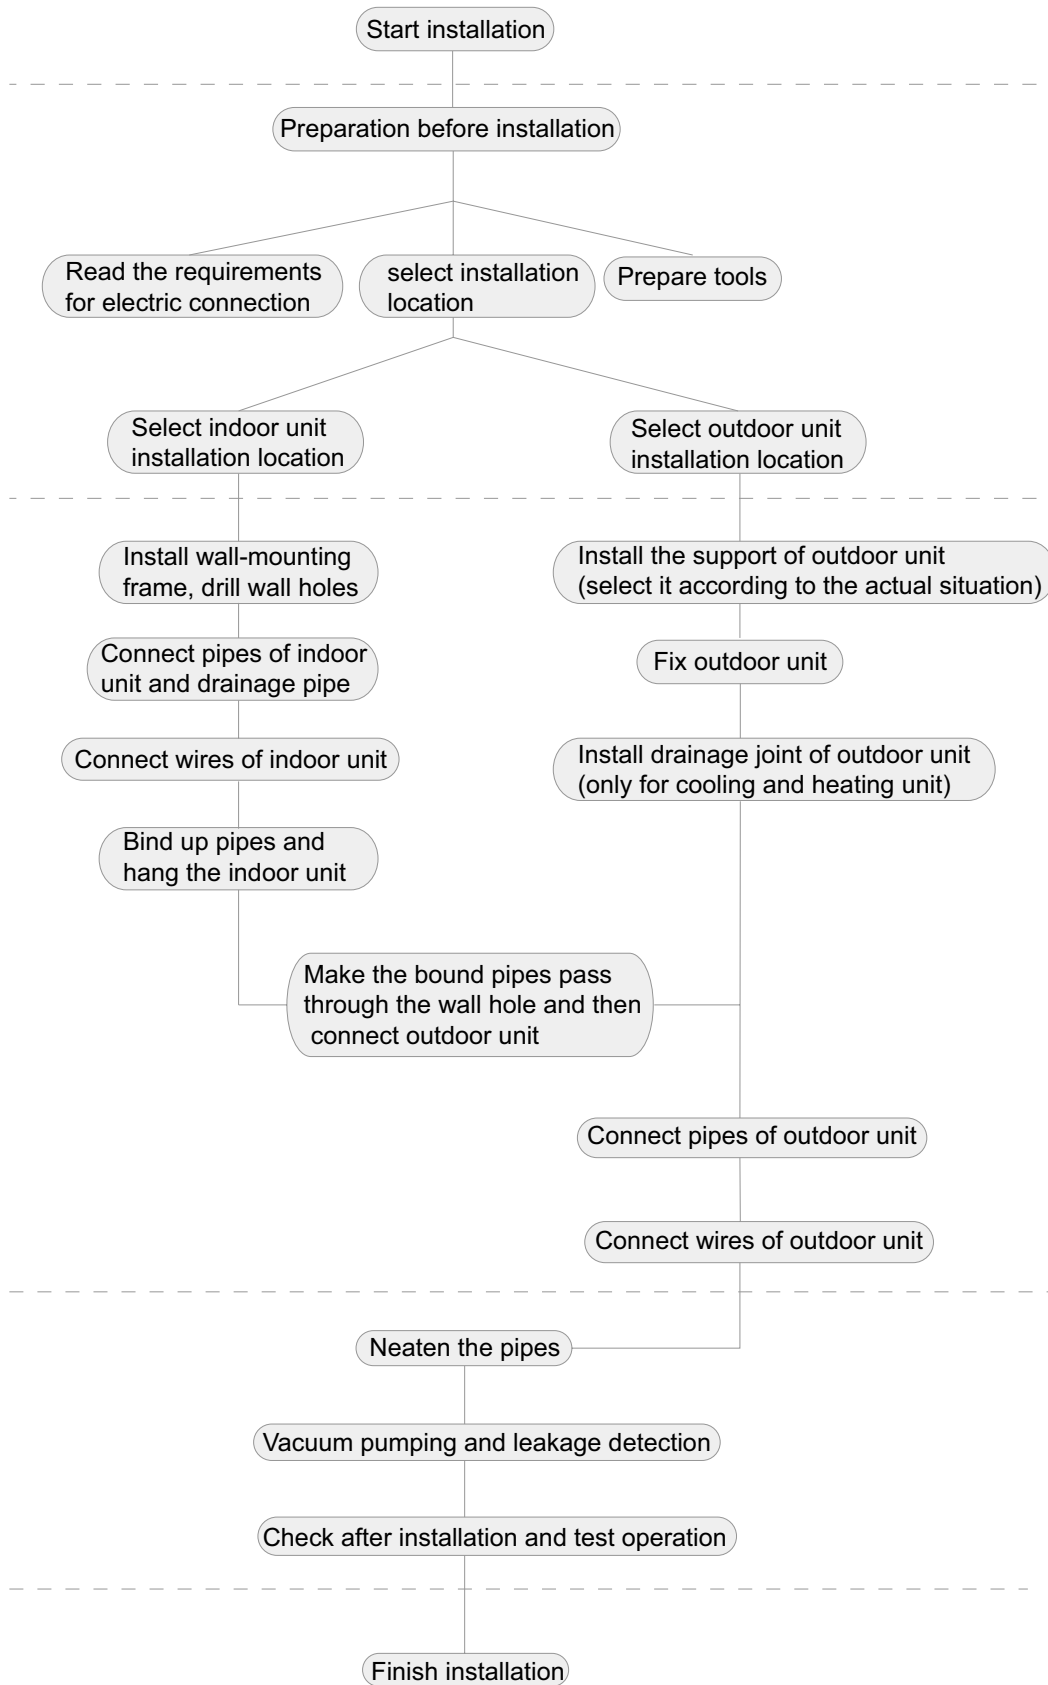 Start installation
Preparation before installation
Read the requirements
for electric connection
select installation
location
Prepare tools
Select indoor unit
installation location
Select outdoor unit
installation location
Install wall-mounting
frame, drill wall holes
Install the support of outdoor unit
(select it according to the actual situation)
Connect pipes of indoor
unit and drainage pipe
Fix outdoor unit
Connect wires of indoor unit
Install drainage joint of outdoor unit
(only for cooling and heating unit)
Bind up pipes and
hang the indoor unit
Make the bound pipes pass
through the wall hole and then
connect outdoor unit
Connect pipes of outdoor unit
Connect wires of outdoor unit
Neaten the pipes
Vacuum pumping and leakage detection
Check after installation and test operation
Finish installation